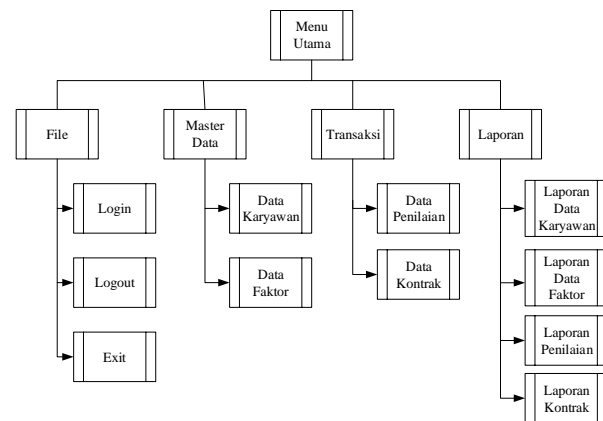 Menu
Utama
File
Master
Data
Transaksi
Laporan
Login
Logout
Exit
Data
Karyawan
Data
Faktor
Data
Penilaian
Data
Kontrak
Laporan
Data
Karyawan
Laporan
Data
Faktor
Laporan
Penilaian
Laporan
Kontrak